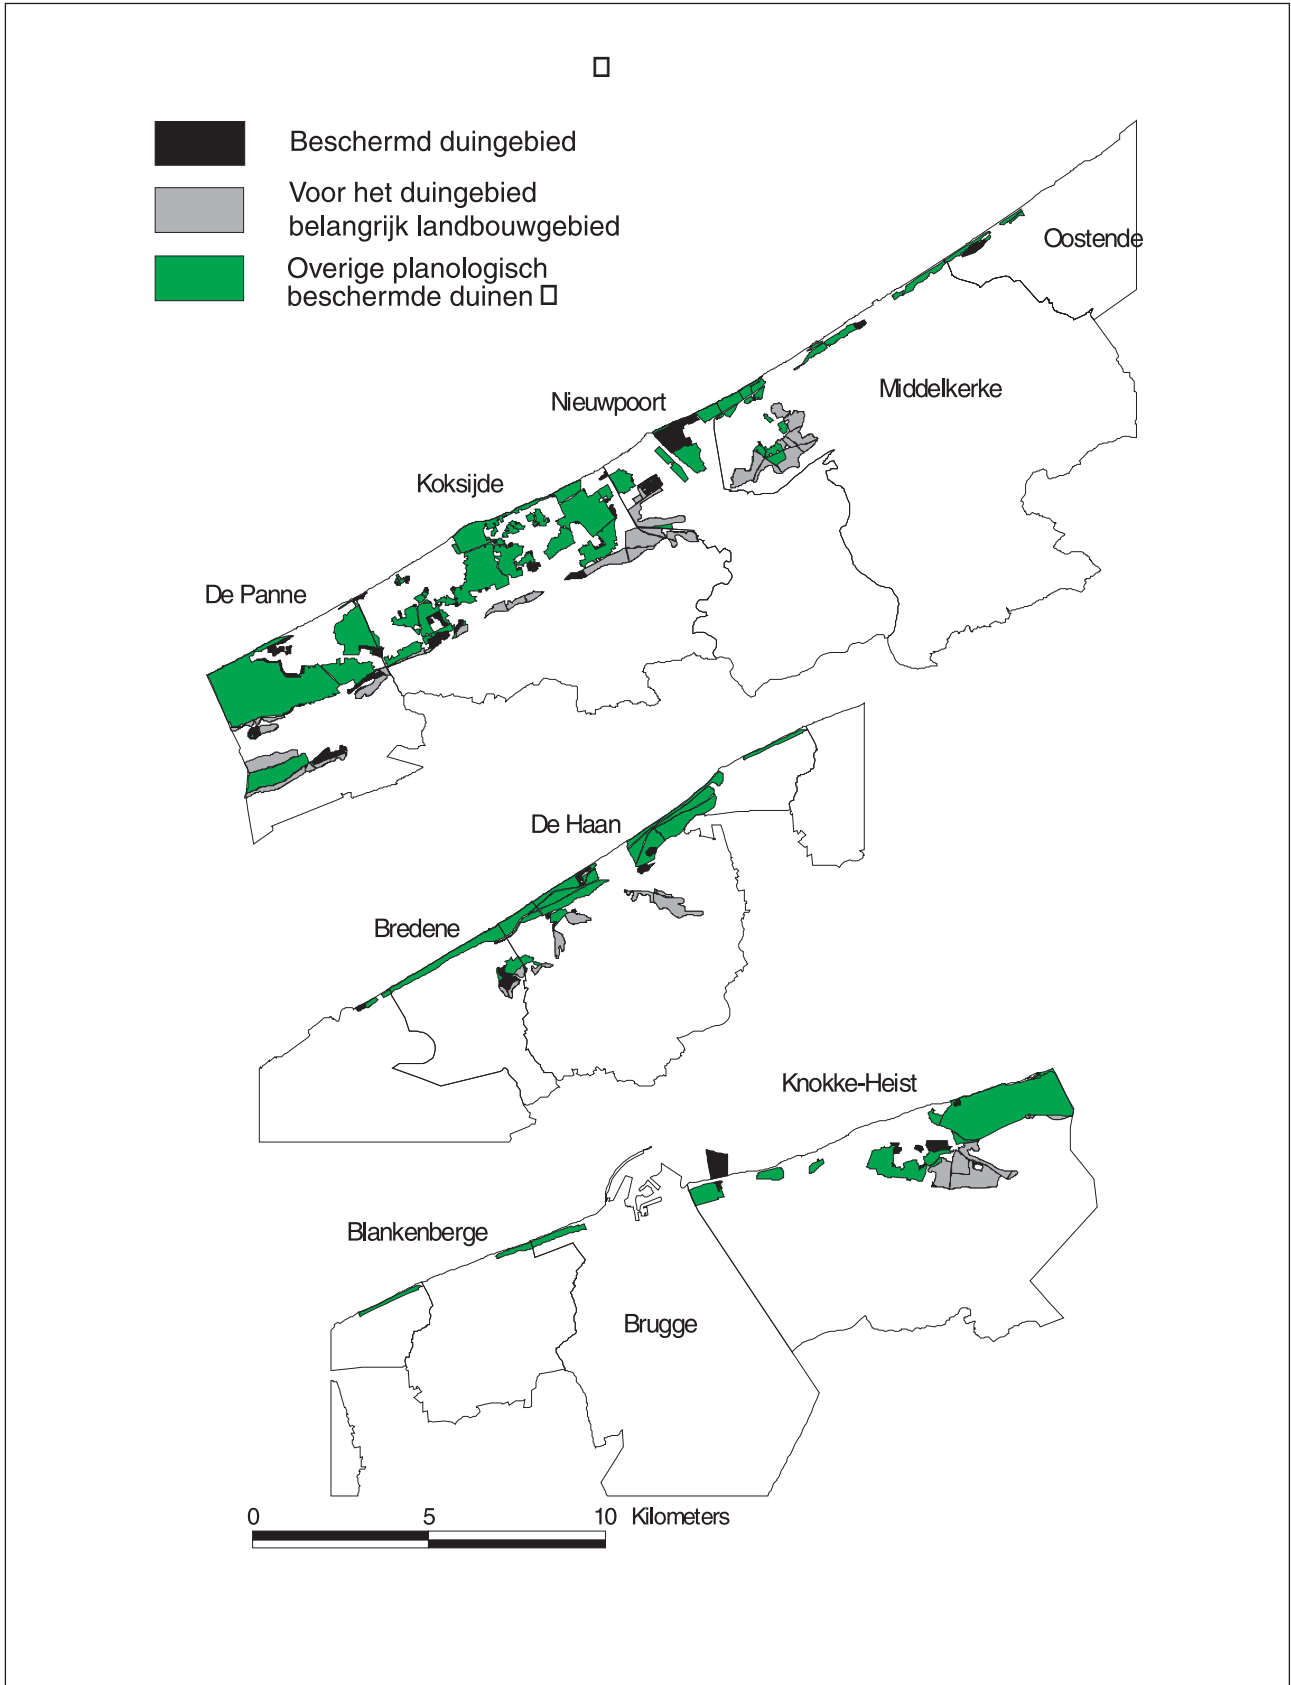 Beschermd duingebied
Voor het duingebied
belangrijk landbouwgebied
Overige planologisch
beschermde duinen
Oostende
Middelkerke
Nieuwpoort
Koksijde
De Panne
De Haan
Bredene
Knokke-Heist
Blankenberge
Brugge
0 5 10 Kilometers